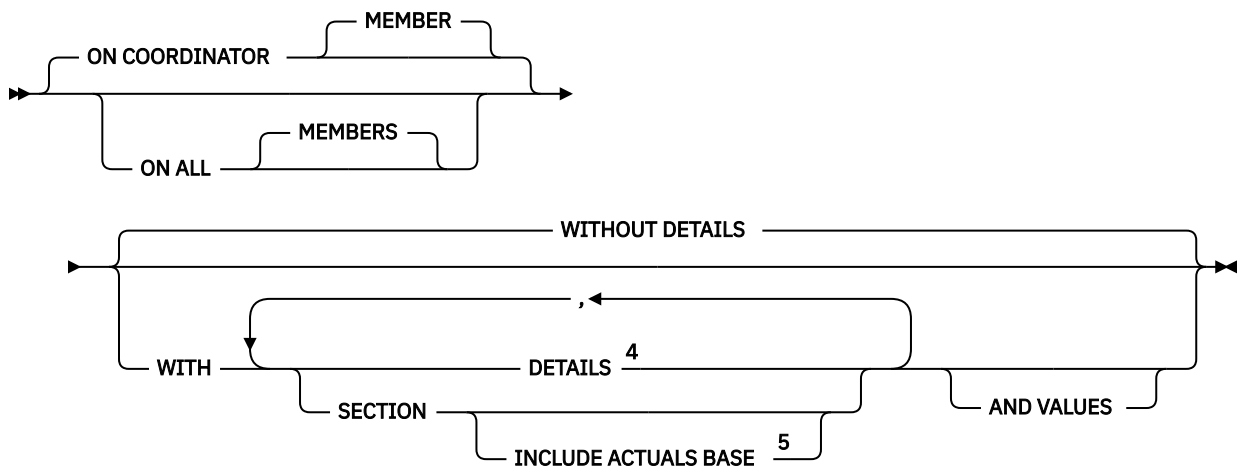 MEMBER
ON COORDINATOR
MEMBERS
ON ALL
WITHOUT DETAILS
,
WITH DETAILS 4
SECTION AND VALUES
INCLUDE ACTUALS BASE 5